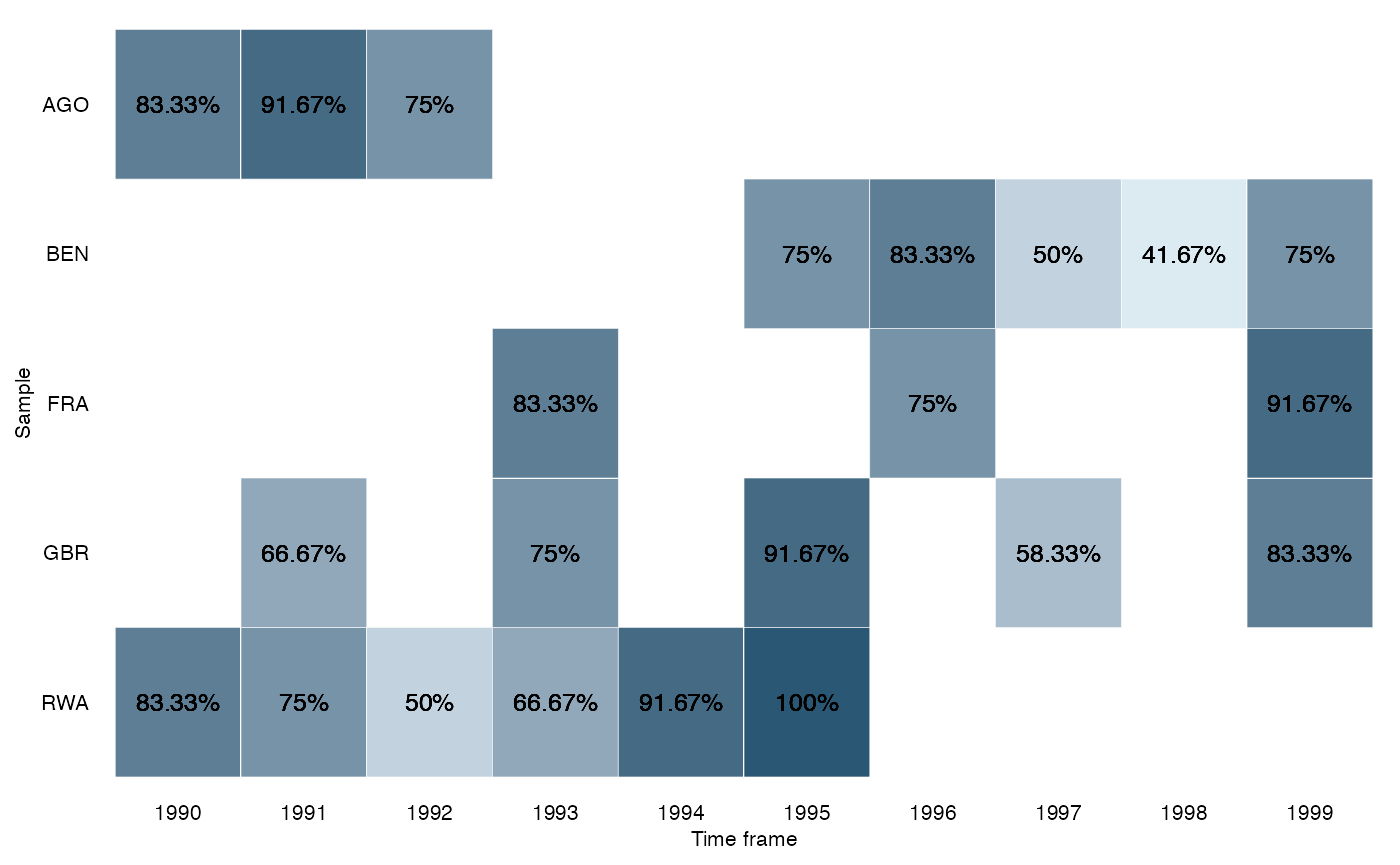 AGO 83.33% 91.67% 75%
BEN 75% 83.33% 50% 41.67% 75%
Sample
FRA 83.33% 75% 91.67%
GBR 66.67% 75% 91.67% 58.33% 83.33%
RWA 83.33% 75% 50% 66.67% 91.67% 100%
1990 1991 1992 1993 1994 1995 1996 1997 1998 1999
Time frame